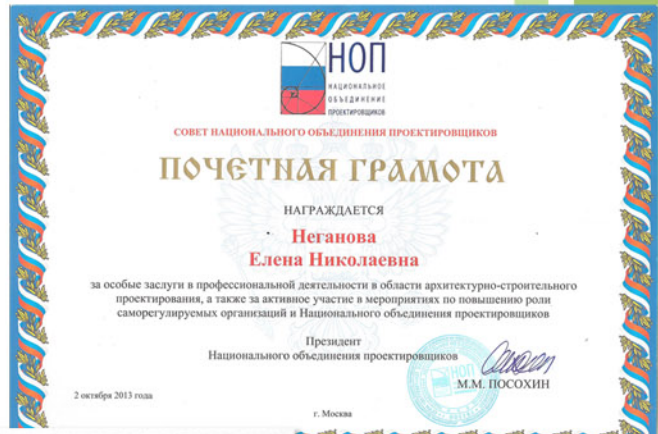 НОП
НАЦИОНАЛЬНОЕ
ОБЪЕДИНЕНИЕ
ПРОЕКТИРОВЩИКОВ
СОВЕТ НАЦИОНАЛЬНОГО ОБЪЕДИНЕНИЯ ПРОЕКТИРОВЩИКОВ
ПОЧЕТНАЯ ГРАМОТА
НАГРАЖДАЕТСЯ
Неганова
Елена Николаевна
за особые заслуги в профессиональной деятельности в области архитектурно-строительного
проектирования, а также за активное участие в мероприятиях по повышению роли
саморегулируемых организаций и Национального объединения проектировщиков
Президент
Национального объединения проектировщиков
НОП
М.М. ПОСОХИН
2 октября 2013 года
г. Москва